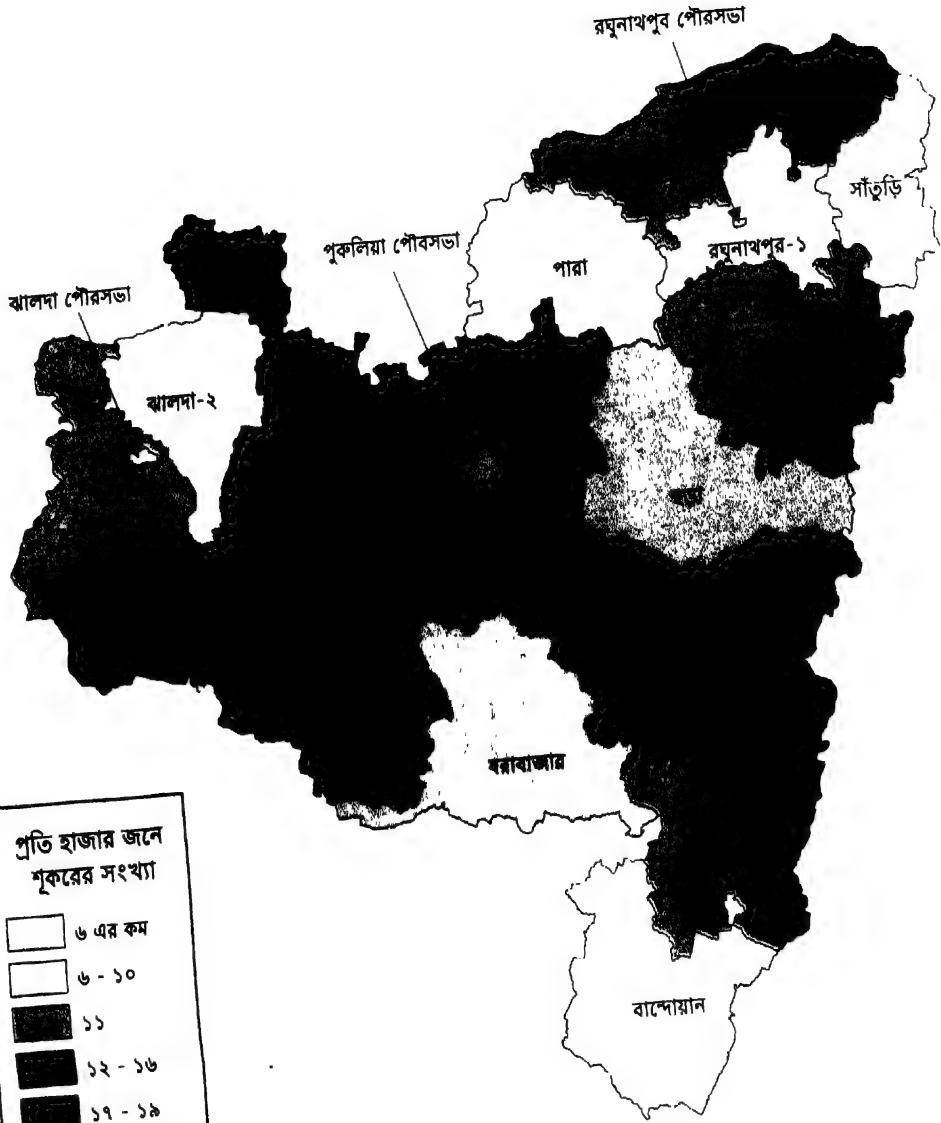 রঘুনাথপুব পৌরসভা
সাঁতুড়ি
পুরুলিয়া পৌবসভা
রঘুনাথপুর-১
পারা
ঝালদা পৌরসভা
ঝালদা-২
বরাবাজার
প্রতি হাজার জনে
শূকরের সংখ্যা
৬ এর কম
৬ - ১০
১১
১২ - ১৬
১৭ - ১৯
বান্দোয়ান